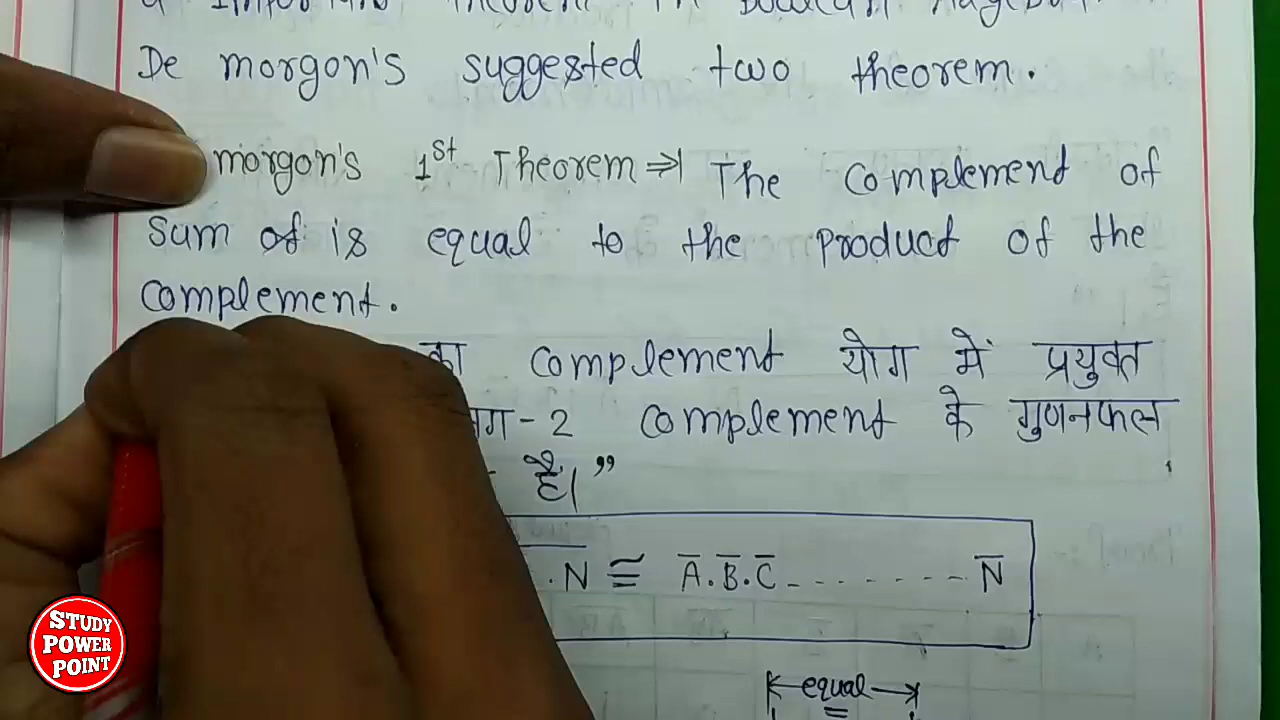 De morgon's suggested two theorem.
morgon's 1st Theorem ⇒ The Complement of
Sum of is equal to the product of the
Complement.
का complement योग में प्रयुक्त
- 2 Complement के गुणनफल
है।”
.N ≅ A̅.B̅.C̅- - - - - - - - N̅
equal
STUDY
POWER
POINT